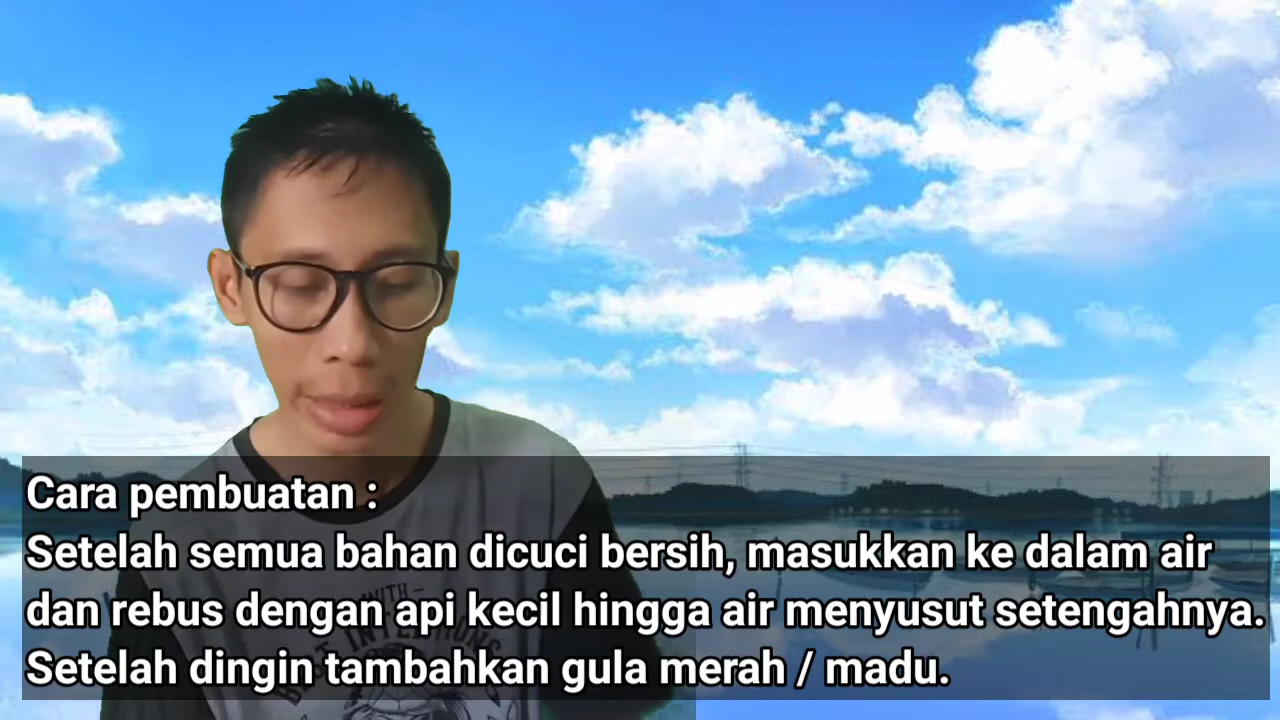 Cara pembuatan :
Setelah semua bahan dicuci bersih, masukkan ke dalam air
dan rebus dengan api kecil hingga air menyusut setengahnya.
Setelah dingin tambahkan gula merah / madu.
WITH